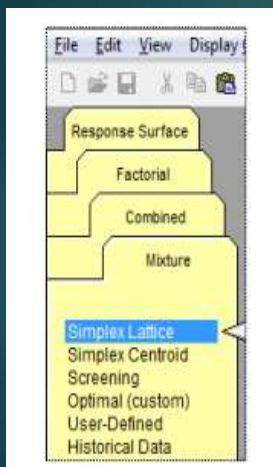 File Edit View Display
Response Surface
Factorial
Combined
Mixture
Simplex Lattice
Simplex Centroid
Screening
Optimal (custom)
User-Defined
Historical Data